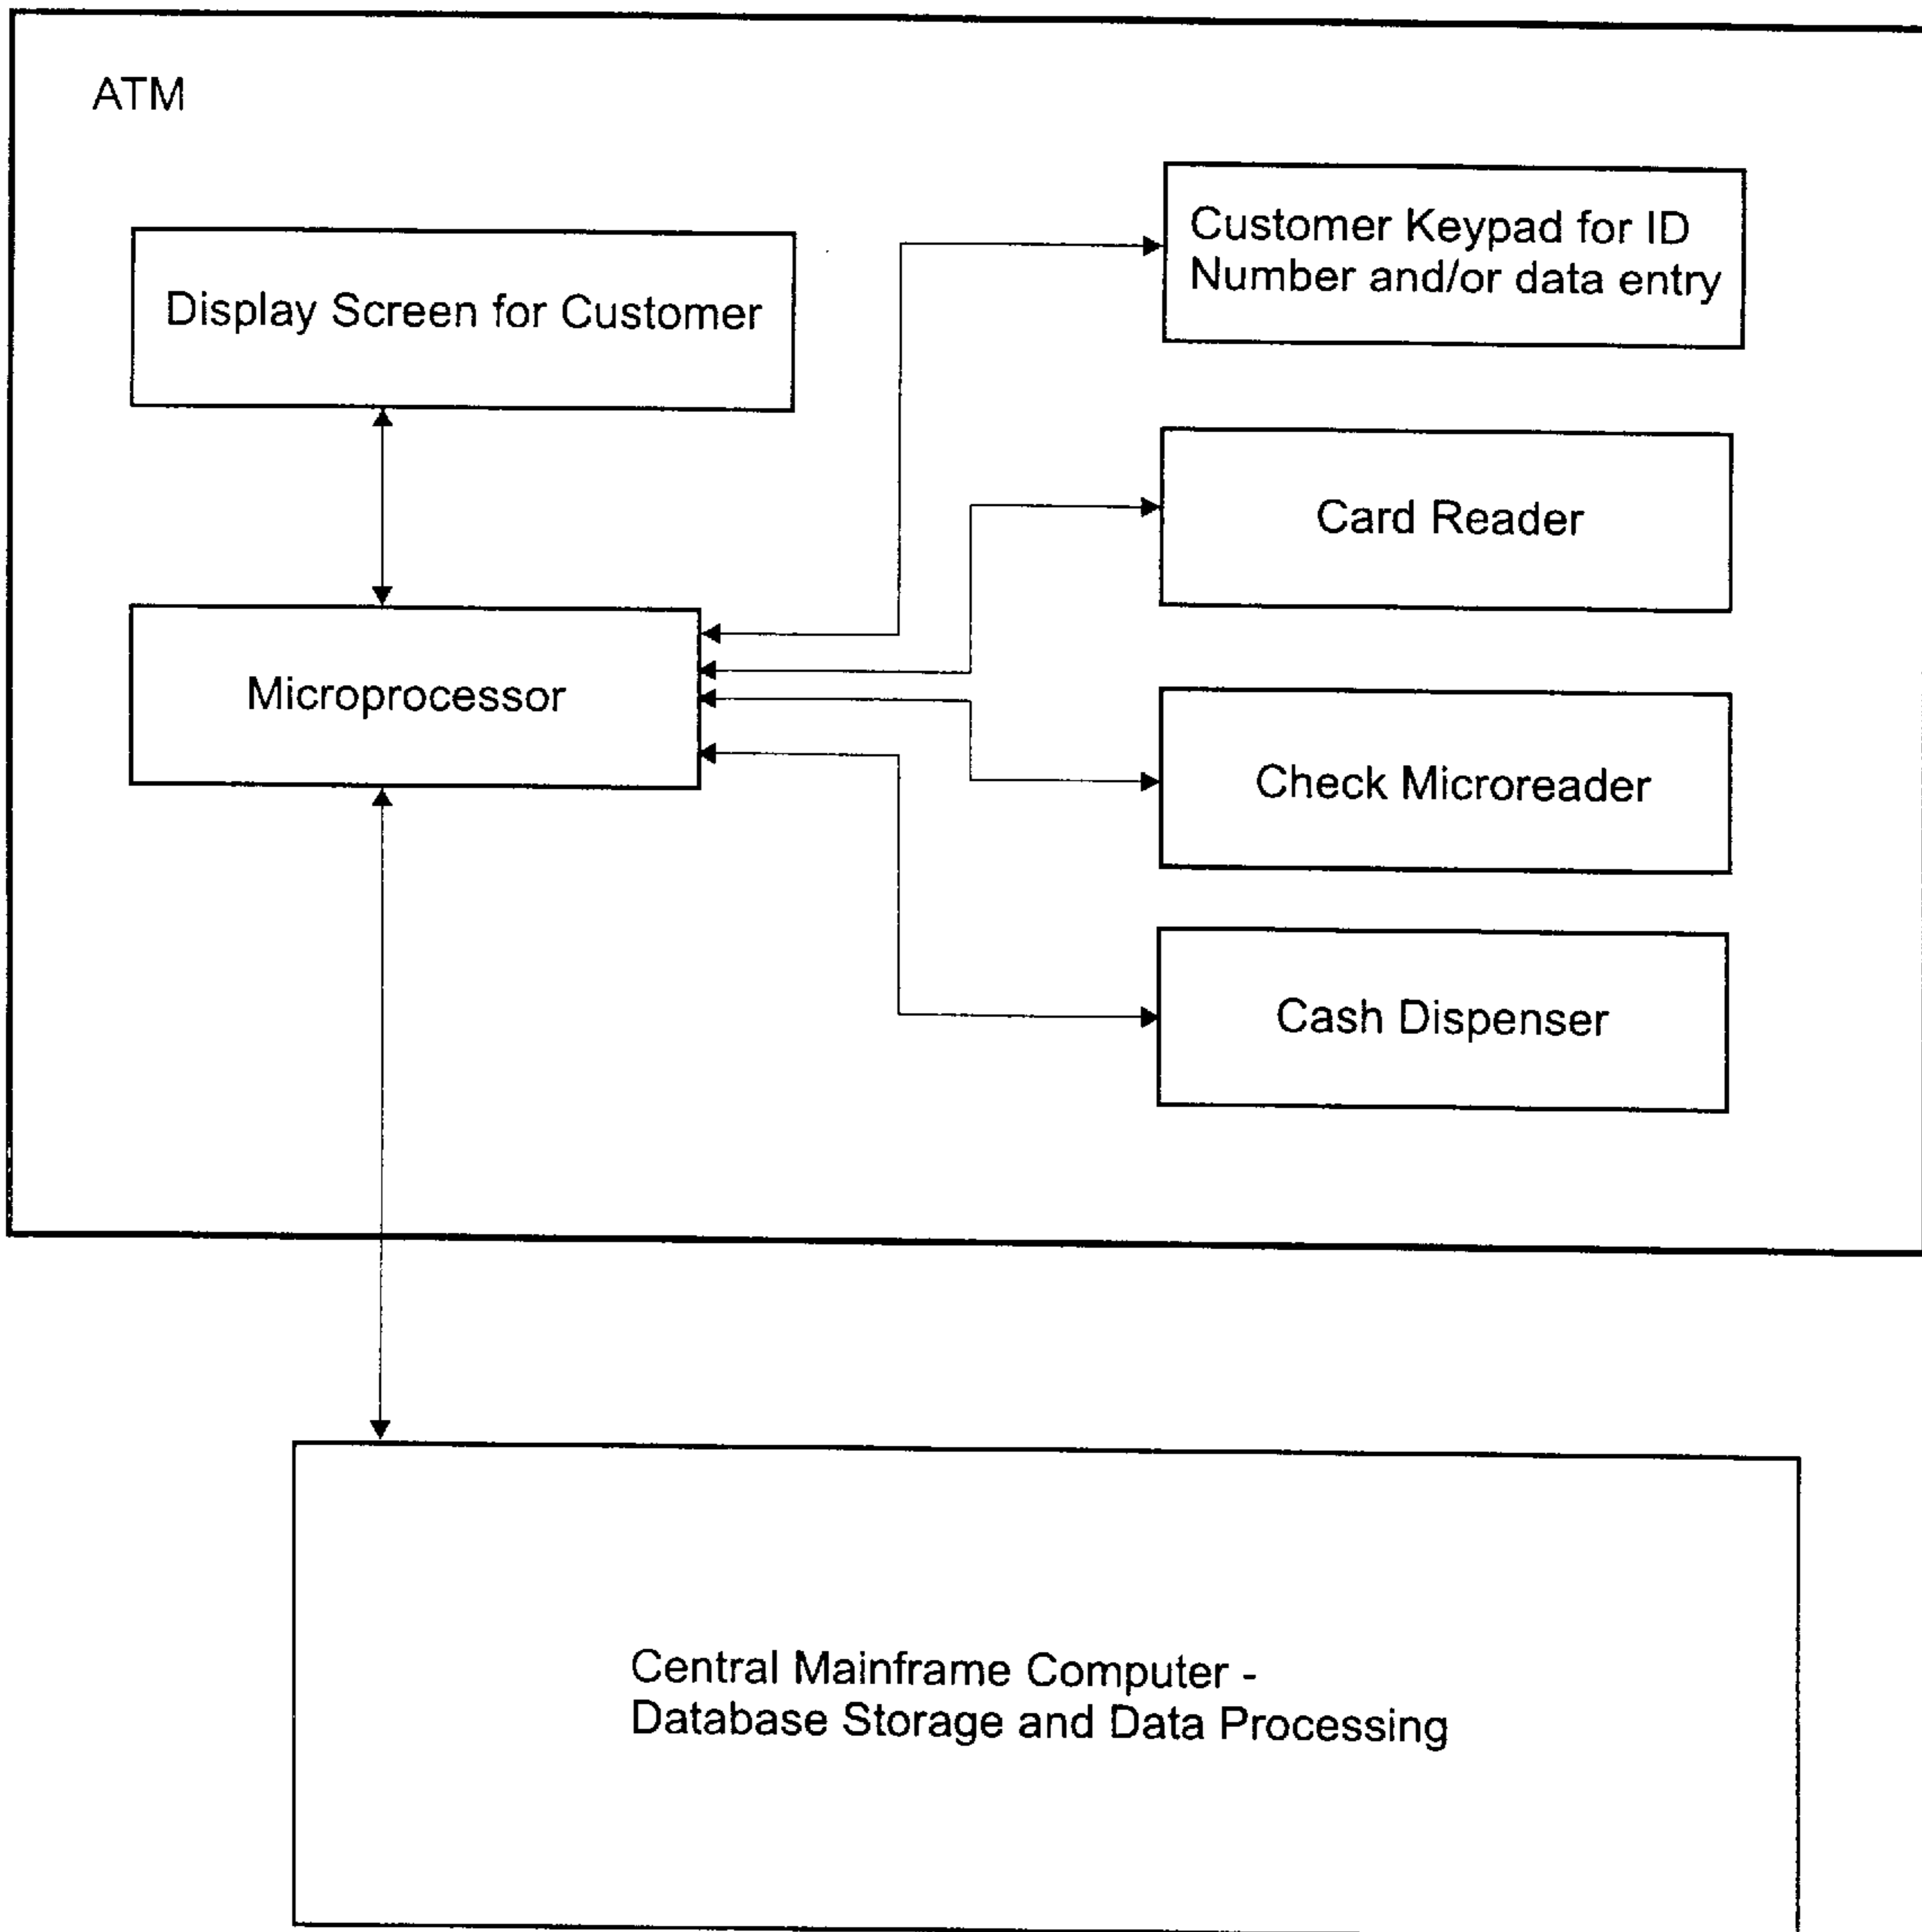 ATM
Display Screen for Customer
Customer Keypad for ID
Number and/or data entry
Card Reader
Microprocessor
Check Microreader
Cash Dispenser
Central Mainframe Computer -
Database Storage and Data Processing